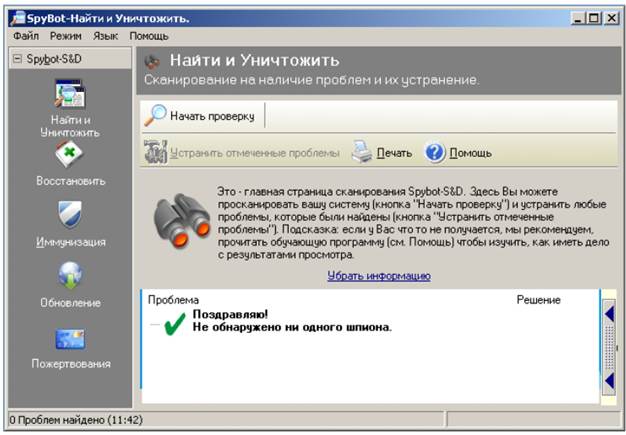 SpyBot-Найти и Уничтожить.
Файл Режим Язык Помощь
Spybot-S&D
Найти и Уничтожить
Сканирование на наличие проблем и их устранение.
Найти и
Уничтожить
Восстановить
Иммунизация
Обновление
Пожертвования
Начать проверку
Устранить отмеченные проблемы Печать Помощь
Это - главная страница сканирования Spybot-S&D. Здесь Вы можете
просканировать вашу систему (кнопка "Начать проверку") и устранить любые
проблемы, которые были найдены (кнопка "Устранить отмеченные
проблемы"). Подсказка: если у Вас что то не получается, мы рекомендуем,
прочитать обучающую программу (см. Помощь) чтобы изучить, как иметь дело
с результатами просмотра.
Убрать информацию
Проблема Решение
Поздравляю!
Не обнаружено ни одного шпиона.
0 Проблем найдено (11:42)